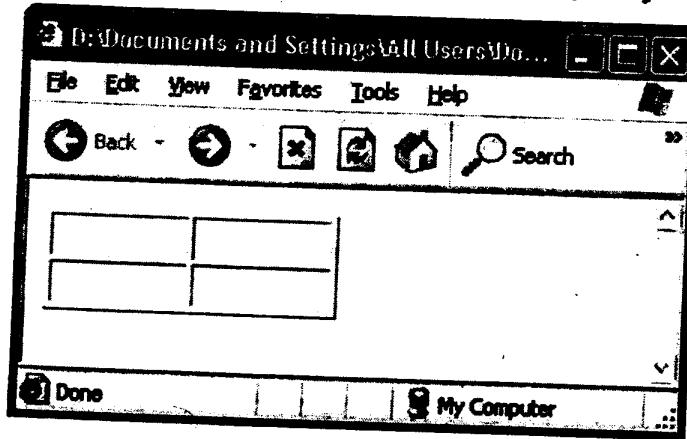 D:\Documents and Settings\All Users\Do...
File Edit View Favorites Tools Help
Back Search »
Done My Computer